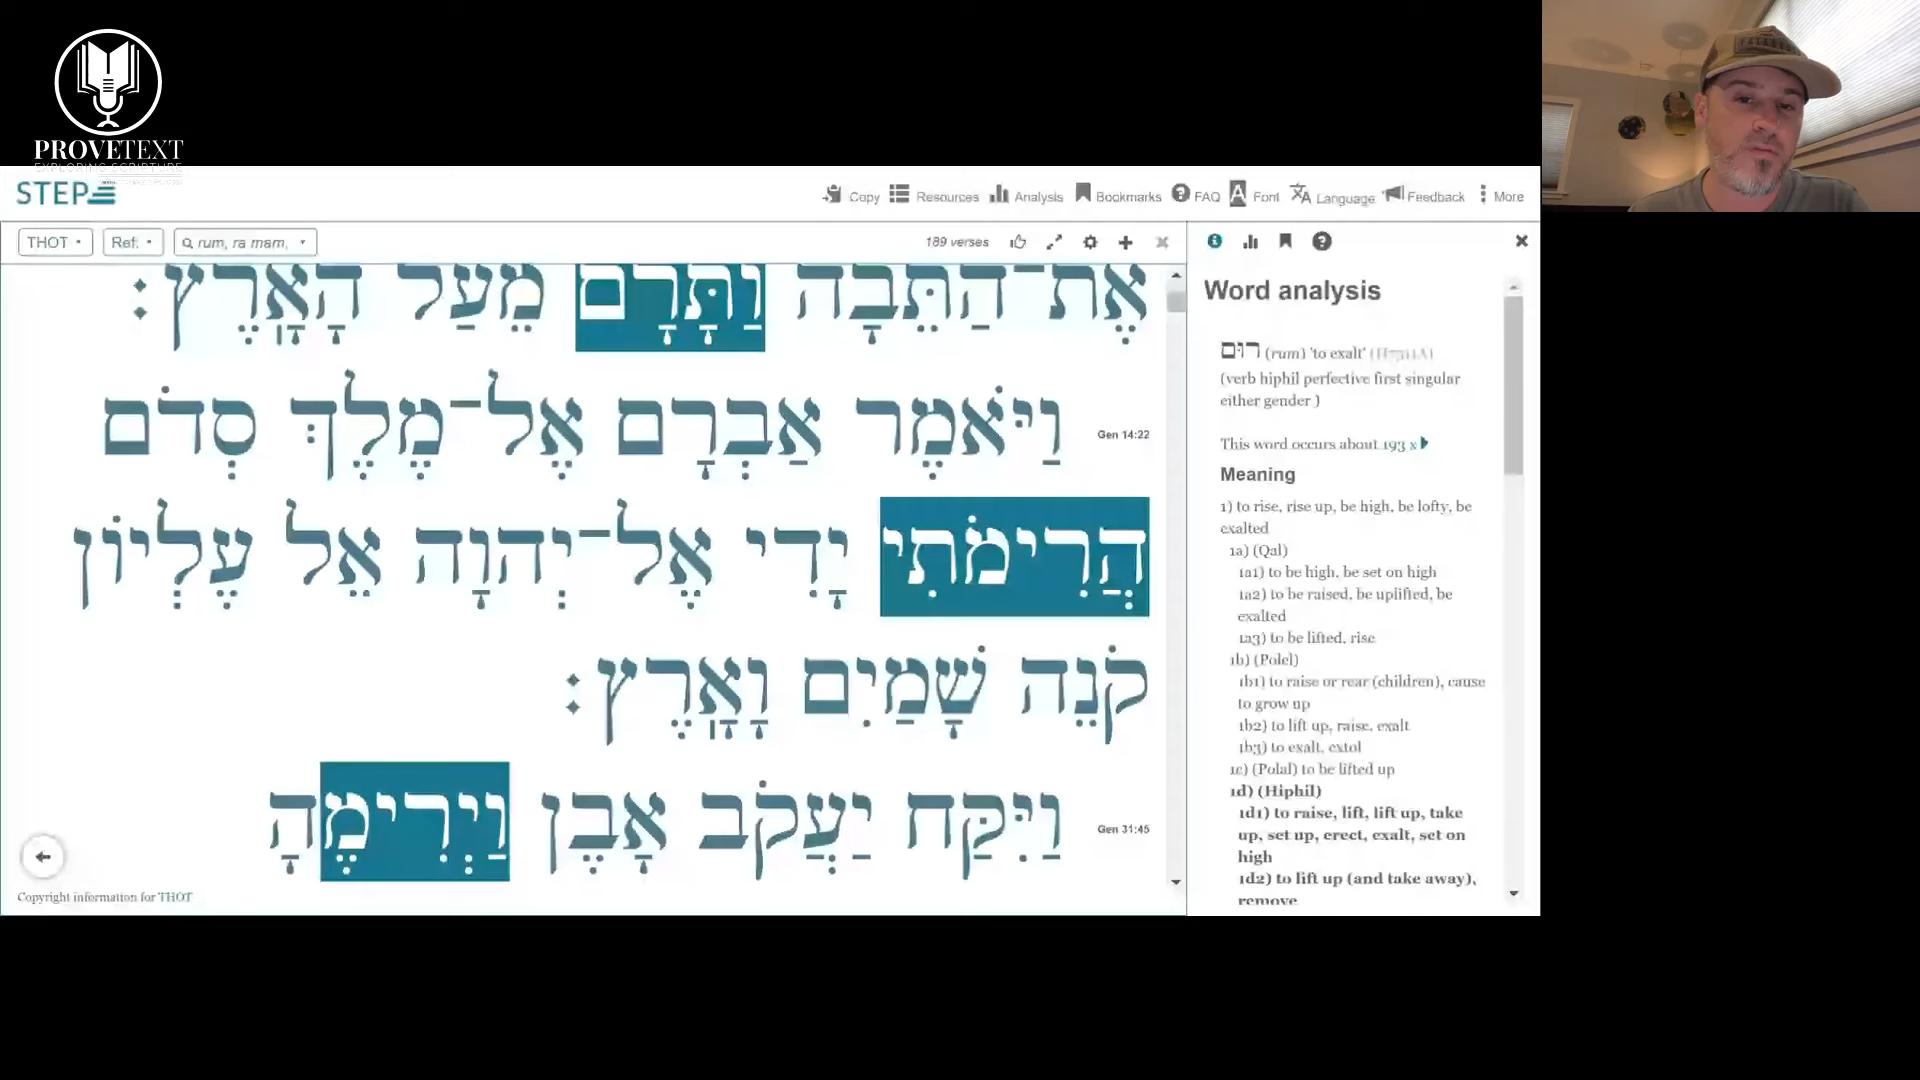 PROVETEXT
EXPLORING SCRIPTURE
STEP
Copy Resources Analysis Bookmarks FAQ A Font Language Feedback More
THOT Ref: rum, ra mam, 189 verses
אֶת־הַתֵּבָה וַתָּרָם מֵעַל הָאָֽרֶץ׃
Gen 14:22 וַיֹּאמֶר אַבְרָם אֶל־מֶלֶךְ סְדֹם
הֲרִימֹתִי יָדִי אֶל־יְהוָה אֵל עֶלְיוֹן
קֹנֵה שָׁמַיִם וָאָֽרֶץ׃
Gen 31:45 וַיִּקַּח יַעֲקֹב אָבֶן וַיְרִימֶהָ
Copyright information for THOT
Word analysis
רוּם (rum) 'to exalt' (H7311A)
(verb hiphil perfective first singular
either gender )
This word occurs about 193 x
Meaning
1) to rise, rise up, be high, be lofty, be
exalted
1a) (Qal)
1a1) to be high, be set on high
1a2) to be raised, be uplifted, be
exalted
1a3) to be lifted, rise
1b) (Polel)
1b1) to raise or rear (children), cause
to grow up
1b2) to lift up, raise, exalt
1b3) to exalt, extol
1c) (Polal) to be lifted up
1d) (Hiphil)
1d1) to raise, lift, lift up, take
up, set up, erect, exalt, set on
high
1d2) to lift up (and take away),
remove